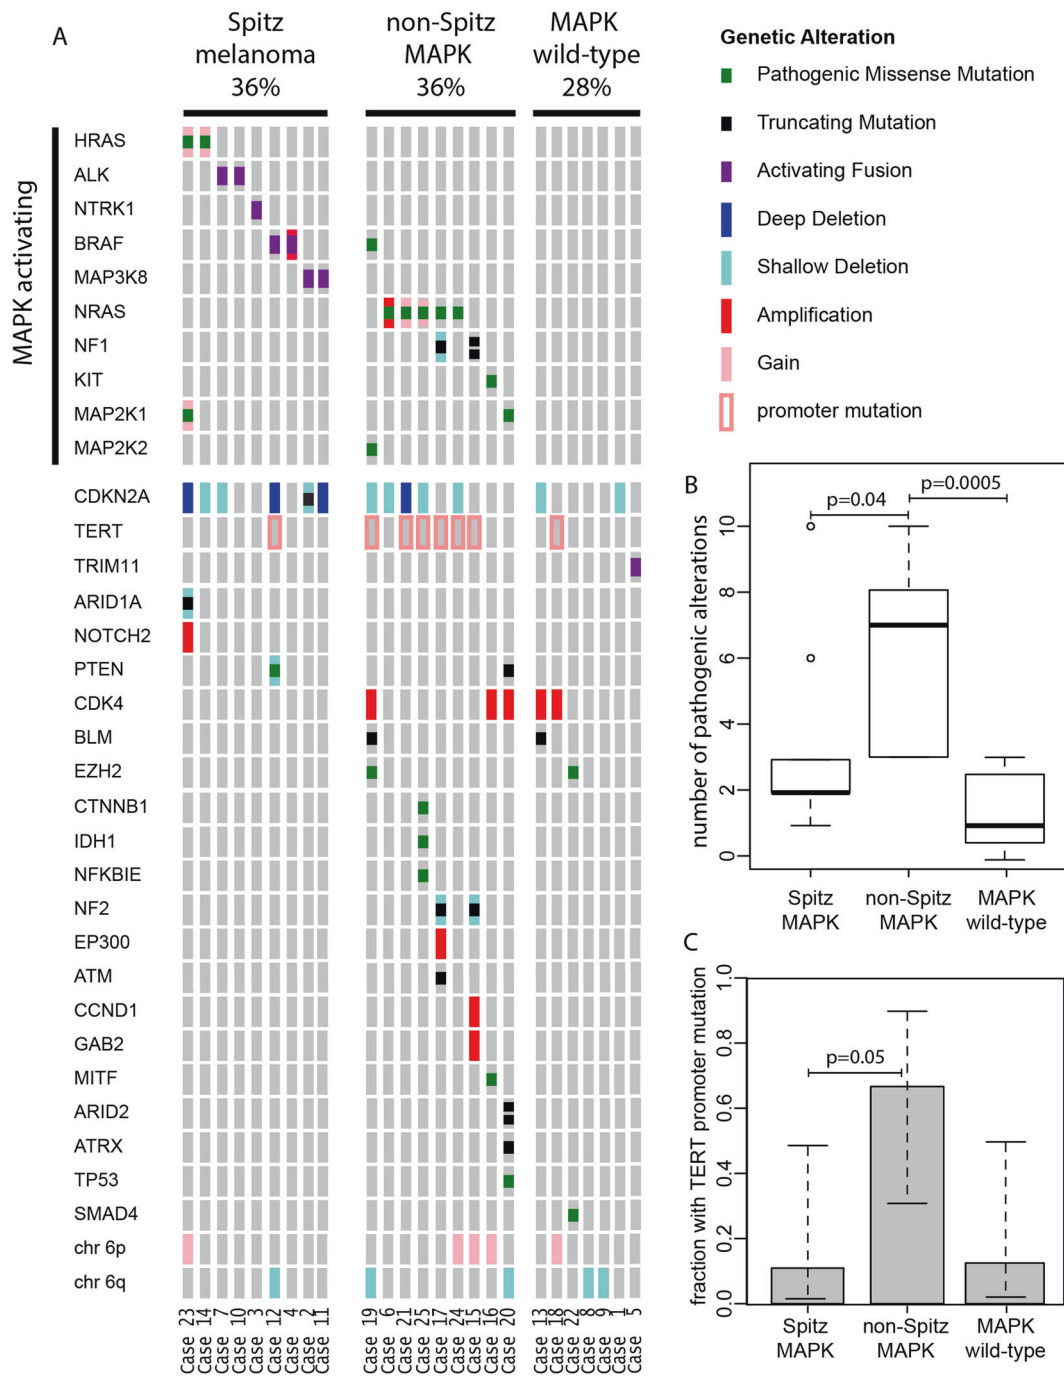 A
Spitz
melanoma
36%
non-Spitz
MAPK
36%
MAPK
wild-type
28%
MAPK activating
HRAS
ALK
NTRK1
BRAF
MAP3K8
NRAS
NF1
KIT
MAP2K1
MAP2K2
CDKN2A
TERT
TRIM11
ARID1A
NOTCH2
PTEN
CDK4
BLM
EZH2
CTNNB1
IDH1
NFKBIE
NF2
EP300
ATM
CCND1
GAB2
MITF
ARID2
ATRX
TP53
SMAD4
chr 6p
chr 6q
Case 23
Case 14
Case 7
Case 10
Case 3
Case 12
Case 4
Case 2
Case 11
Case 19
Case 6
Case 21
Case 25
Case 17
Case 24
Case 15
Case 16
Case 20
Case 13
Case 18
Case 22
Case 8
Case 9
Case 1
Case 5
Genetic Alteration
Pathogenic Missense Mutation
Truncating Mutation
Activating Fusion
Deep Deletion
Shallow Deletion
Amplification
Gain
promoter mutation
B
number of pathogenic alterations
10
8
6
4
2
0
p=0.04
p=0.0005
Spitz
MAPK
non-Spitz
MAPK
MAPK
wild-type
C
fraction with TERT promoter mutation
1.0
0.8
0.6
0.4
0.2
0.0
p=0.05
Spitz
MAPK
non-Spitz
MAPK
MAPK
wild-type